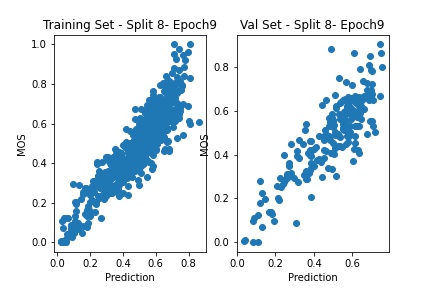 Training Set - Split 8- Epoch9
1.0
0.8
0.6
0.4
0.2
0.0
MOS
0.0 0.2 0.4 0.6 0.8
Prediction
Val Set - Split 8- Epoch9
0.8
0.6
0.4
0.2
0.0
MOS
0.0 0.2 0.4 0.6
Prediction